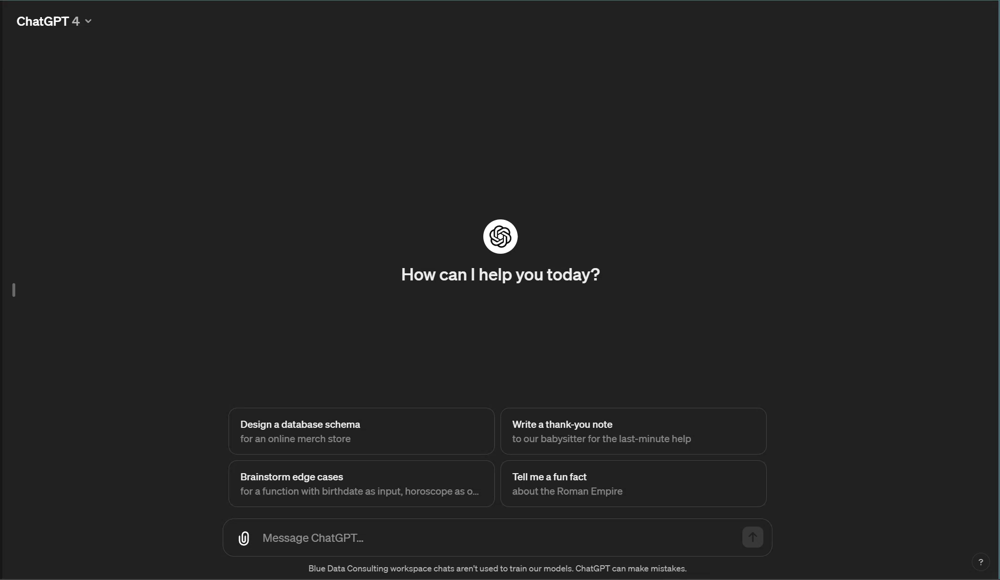 ChatGPT 4
How can I help you today?
Design a database schema
for an online merch store
Write a thank-you note
to our babysitter for the last-minute help
Brainstorm edge cases
for a function with birthdate as input, horoscope as o...
Tell me a fun fact
about the Roman Empire
Message ChatGPT...
Blue Data Consulting workspace chats aren't used to train our models. ChatGPT can make mistakes.
?